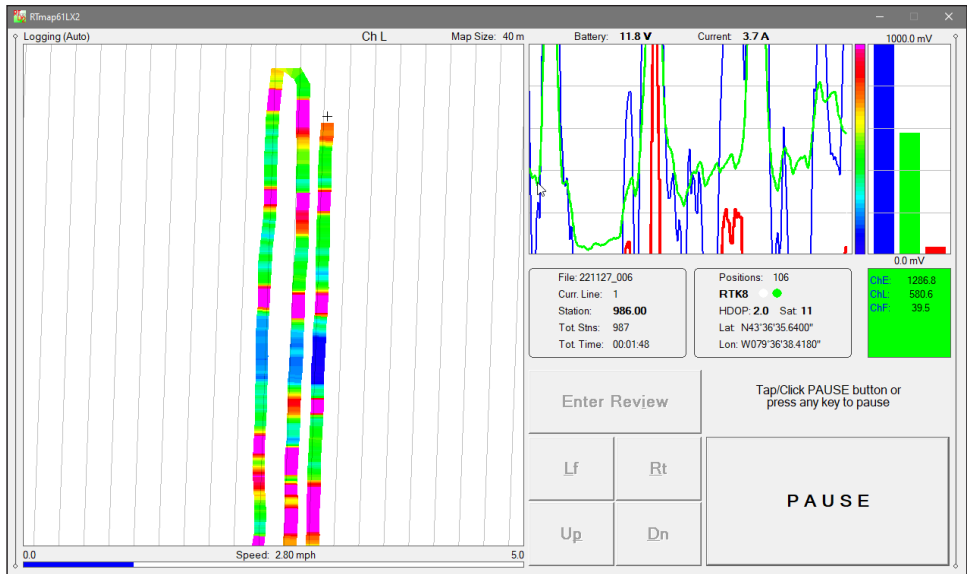 RTmap61LX2
Logging (Auto) Ch L Map Size: 40 m
Battery: 11.8 V Current: 3.7 A
1000.0 mV
0.0 mV
File: 221127_006
Curr. Line: 1
Station: 986.00
Tot. Stns: 987
Tot. Time: 00:01:48
Positions: 106
RTK8
HDOP: 2.0 Sat: 11
Lat: N43°36'35.6400"
Lon: W079°36'38.4180"
ChE: 1286.8
ChL: 580.6
ChF: 39.5
Enter Review
Tap/Click PAUSE button or
press any key to pause
Lf Rt
Up Dn
PAUSE
0.0 Speed: 2.80 mph 5.0